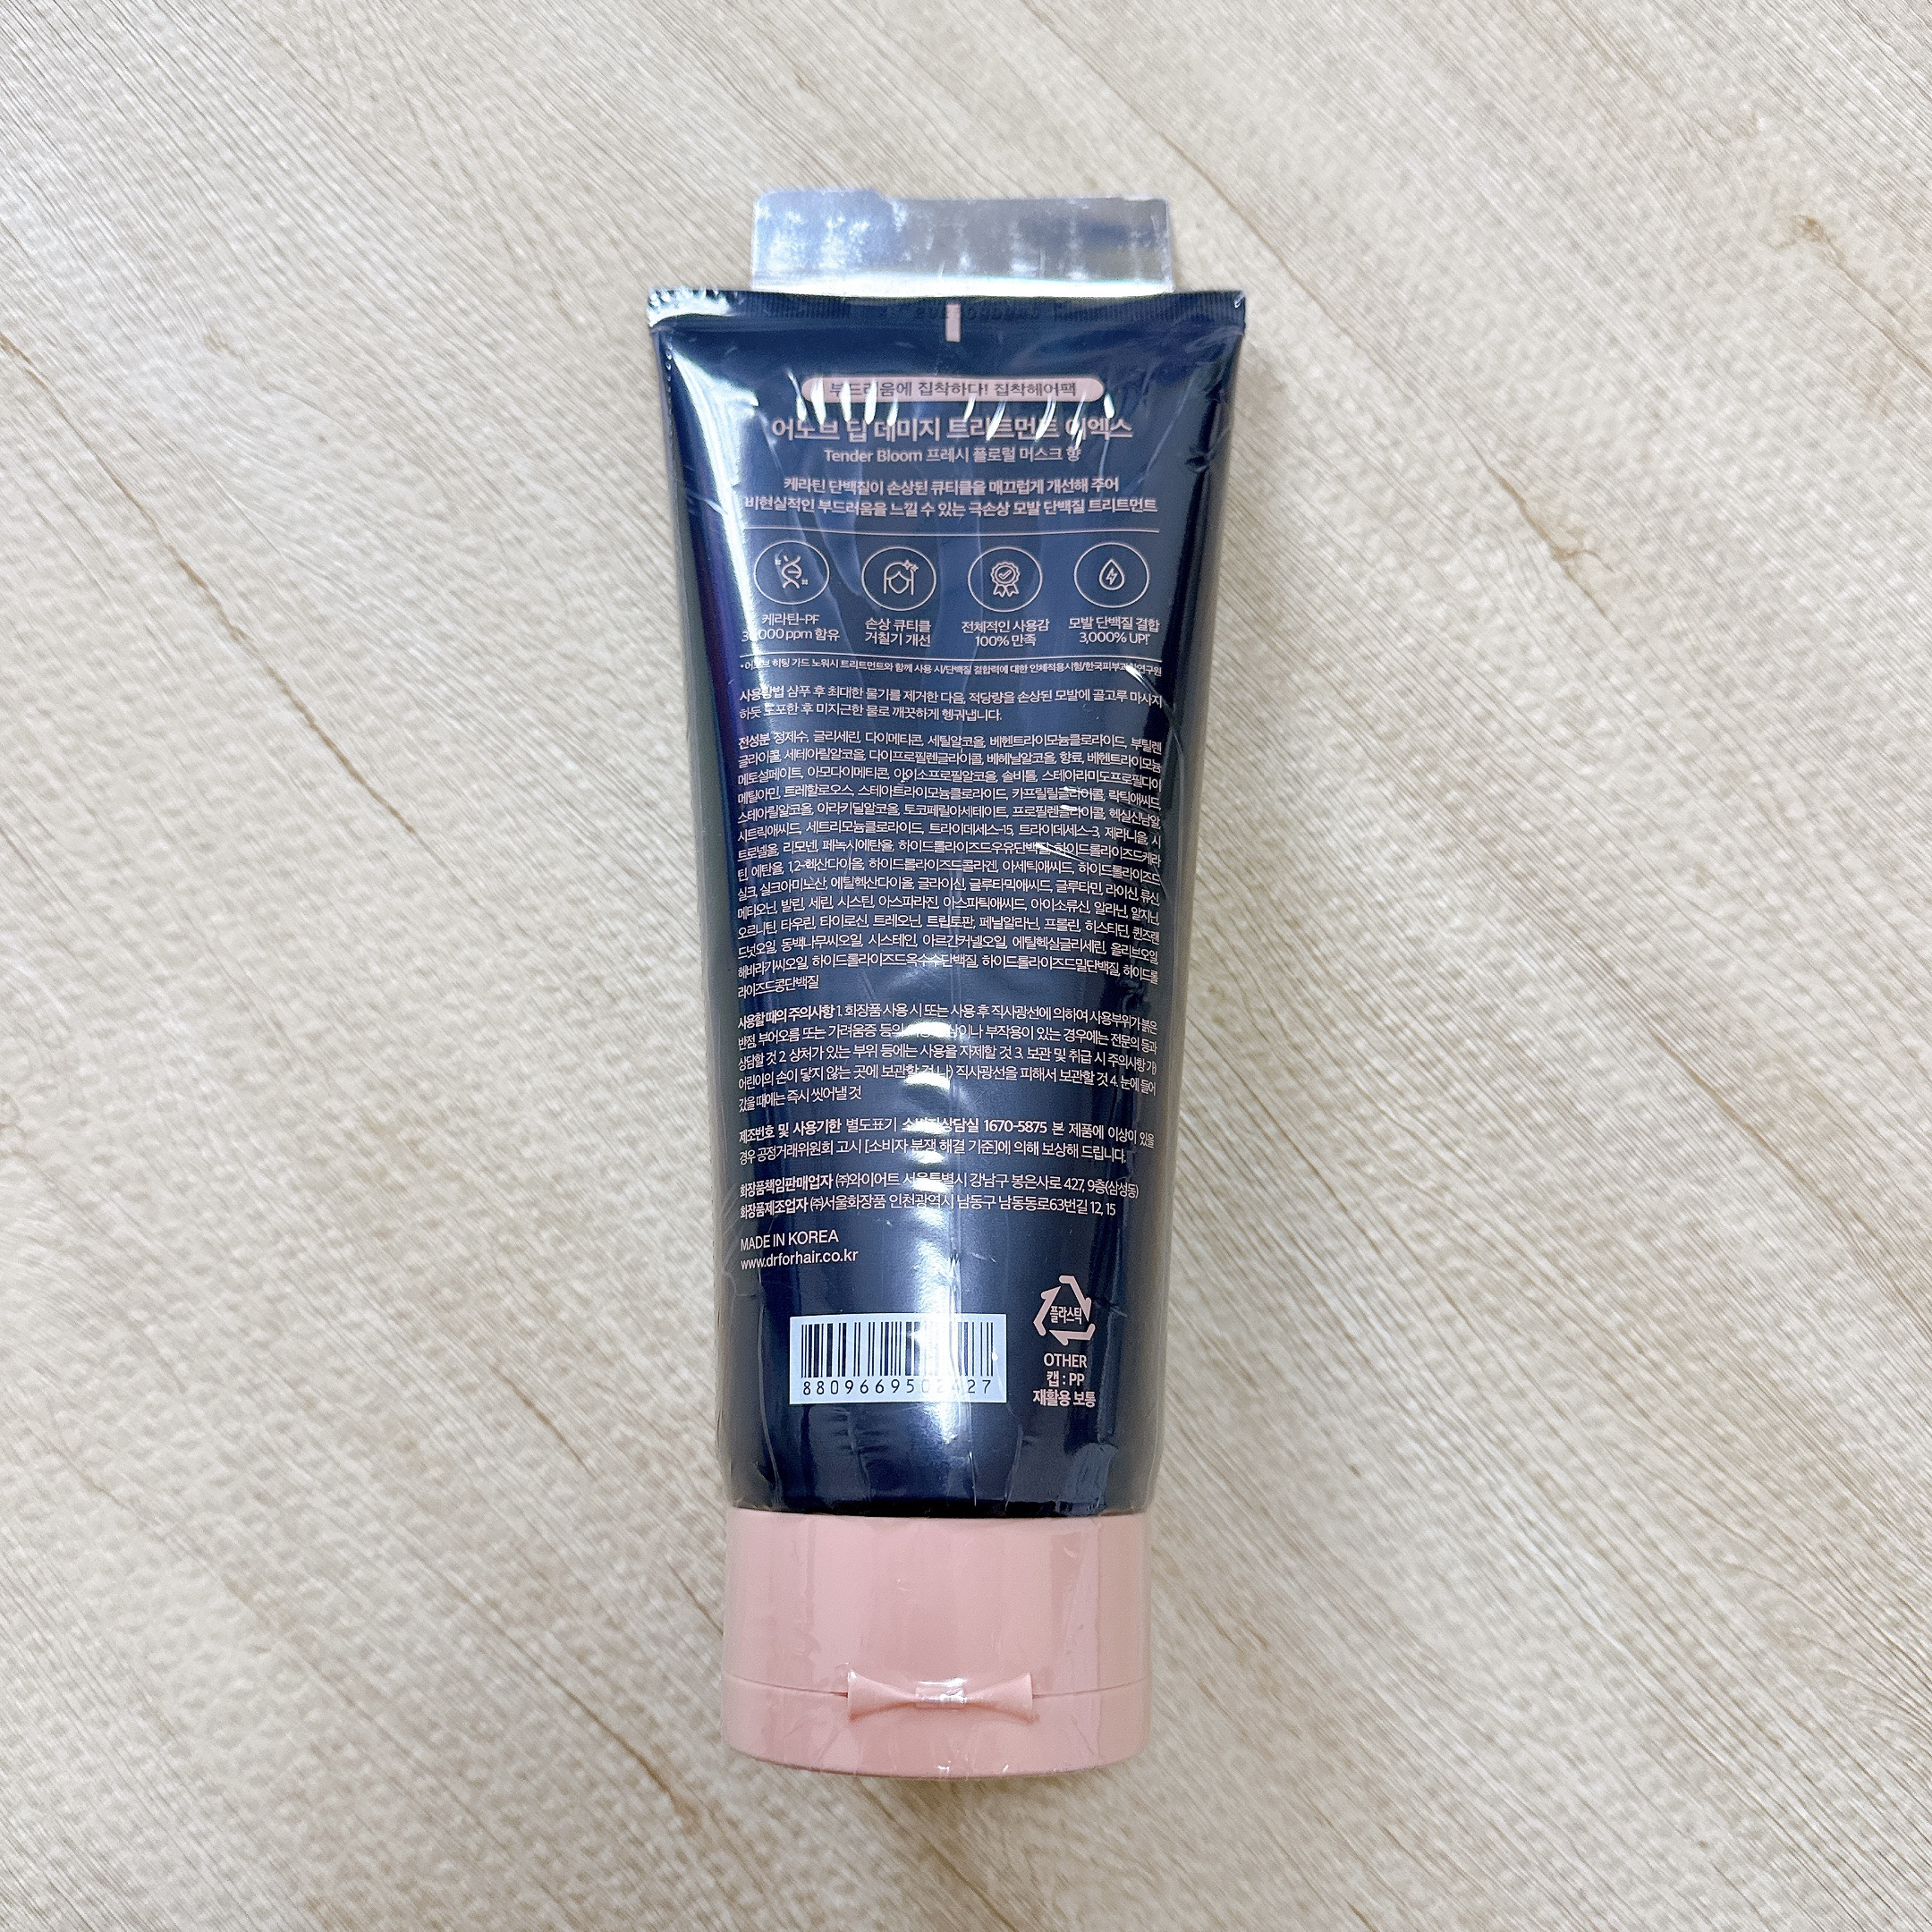 부드러움에 집착하다! 집착헤어팩
어노브 딥 데미지 트리트먼트 이엑스
Tender Bloom 프레시 플로럴 머스크 향
케라틴 단백질이 손상된 큐티클을 매끄럽게 개선해 주어
비현실적인 부드러움을 느낄 수 있는 극손상 모발 단백질 트리트먼트
케라틴-PF
함유
손상 큐티클
거칠기 개선
전체적인 사용감
100% 만족
모발 단백질 결합
3,000% UP!*
*어노브 히팅 가드 노워시 트리트먼트와 함께 사용 시/단백질 결합력에 대한 인체적용시험/한국피부과학연구원
사용방법 샴푸 후 최대한 물기를 제거한 다음, 적당량을 손상된 모발에 골고루 마사지
하듯 도포한 후 미지근한 물로 깨끗하게 헹궈냅니다.
전성분 정제수, 글리세린, 다이메티콘, 세틸알코올, 베헨트라이모늄클로라이드, 부틸렌
글라이콜, 세테아릴알코올, 다이프로필렌글라이콜, 베헤닐알코올, 향료, 베헨트라이모늄
메토설페이트, 아모다이메티콘, 아이소프로필알코올, 솔비톨, 스테아라미도프로필다이
메틸아민, 트레할로오스, 스테아트라이모늄클로라이드, 카프릴릴글라이콜, 락틱애씨드,
스테아릴알코올, 아라키딜알코올, 토코페릴아세테이트, 프로필렌글라이콜, 헥실신남알,
시트릭애씨드, 세트리모늄클로라이드, 트라이데세스-15, 트라이데세스-3, 제라니올, 시
트로넬올, 리모넨, 페녹시에탄올, 하이드롤라이즈드우유단백질, 하이드롤라이즈드케라
틴, 에탄올, 1,2-헥산다이올, 하이드롤라이즈드콜라겐, 아세틱애씨드, 하이드롤라이즈드
실크, 실크아미노산, 에틸헥산다이올, 글라이신, 글루타믹애씨드, 글루타민, 라이신, 류신,
메티오닌, 발린, 세린, 시스틴, 아스파라진, 아스파틱애씨드, 아이소류신, 알라닌, 알지닌,
오르니틴, 타우린, 타이로신, 트레오닌, 트립토판, 페닐알라닌, 프롤린, 히스티딘, 퀸즈랜
드넛오일, 동백나무씨오일, 시스테인, 아르간커넬오일, 에틸헥실글리세린, 올리브오일,
해바라기씨오일, 하이드롤라이즈드옥수수단백질, 하이드롤라이즈드밀단백질, 하이드롤
라이즈드콩단백질
사용할 때의 주의사항 1. 화장품 사용 시 또는 사용 후 직사광선에 의하여 사용부위가 붉은
반점, 부어오름 또는 가려움증 등의 이상 증상이나 부작용이 있는 경우에는 전문의 등과
상담할 것 2. 상처가 있는 부위 등에는 사용을 자제할 것 3. 보관 및 취급 시 주의사항 가)
어린이의 손이 닿지 않는 곳에 보관할 것 나) 직사광선을 피해서 보관할 것 4. 눈에 들어
갔을 때에는 즉시 씻어낼 것
제조번호 및 사용기한 별도표기 소비자상담실 1670-5875 본 제품에 이상이 있을
경우 공정거래위원회 고시 [소비자 분쟁 해결 기준]에 의해 보상해 드립니다.
화장품책임판매업자 ㈜와이어트 서울특별시 강남구 봉은사로 427, 9층(삼성동)
화장품제조업자 ㈜서울화장품 인천광역시 남동구 남동동로63번길 12, 15
MADE IN KOREA
www.drforhair.co.kr
플라스틱
OTHER
캡 : PP
재활용 보통